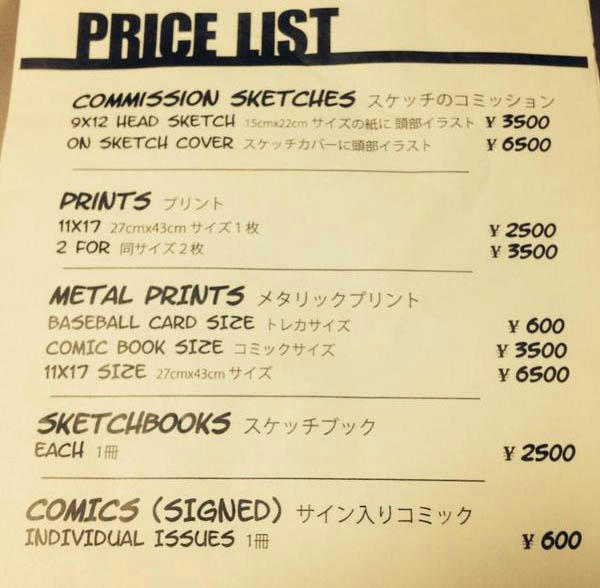 PRICE LIST
COMMISSION SKETCHES スケッチのコミッション
9X12 HEAD SKETCH 15cmx22cm サイズの紙に 頭部イラスト ¥ 3500
ON SKETCH COVER スケッチカバーに頭部イラスト ¥ 6500
PRINTS プリント
11X17 27cmx43cm サイズ1枚 ¥ 2500
2 FOR 同サイズ2枚 ¥ 3500
METAL PRINTS メタリックプリント
BASEBALL CARD SIZE トレカサイズ ¥ 600
COMIC BOOK SIZE コミックサイズ ¥ 3500
11X17 SIZE 27cmx43cm サイズ ¥ 6500
SKETCHBOOKS スケッチブック
EACH 1冊 ¥ 2500
COMICS (SIGNED) サイン入りコミック
INDIVIDUAL ISSUES 1冊 ¥ 600